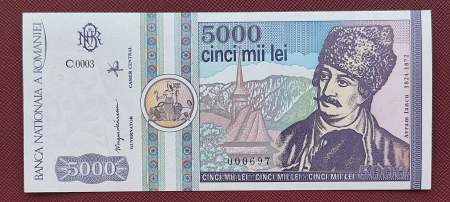 BANCA NATIONALA A ROMANIEI
BNR
C.0003
CASIER CENTRAL
GUVERNATOR
5000
5000
cinci mii lei
Avram Iancu 1824-1872
000697
CINCI MII LEI · CINCI MII LEI · CINCI MII LEI